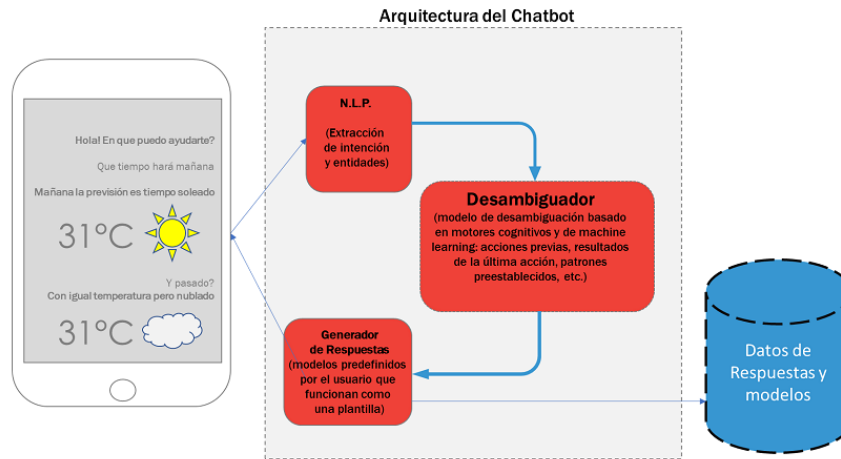 Arquitectura del Chatbot
Hola! En que puedo ayudarte?
Que tiempo hará mañana
Mañana la previsión es tiempo soleado
31°C
Y pasado?
Con igual temperatura pero nublado
31°C
N.L.P.
(Extracción
de intención
y entidades)
Desambiguador
(modelo de desambiguación basado
en motores cognitivos y de machine
learning: acciones previas, resultados
de la última acción, patrones
preestablecidos, etc.)
Generador
de Respuestas
(modelos predefinidos
por el usuario que
funcionan como
una plantilla)
Datos de
Respuestas y
modelos